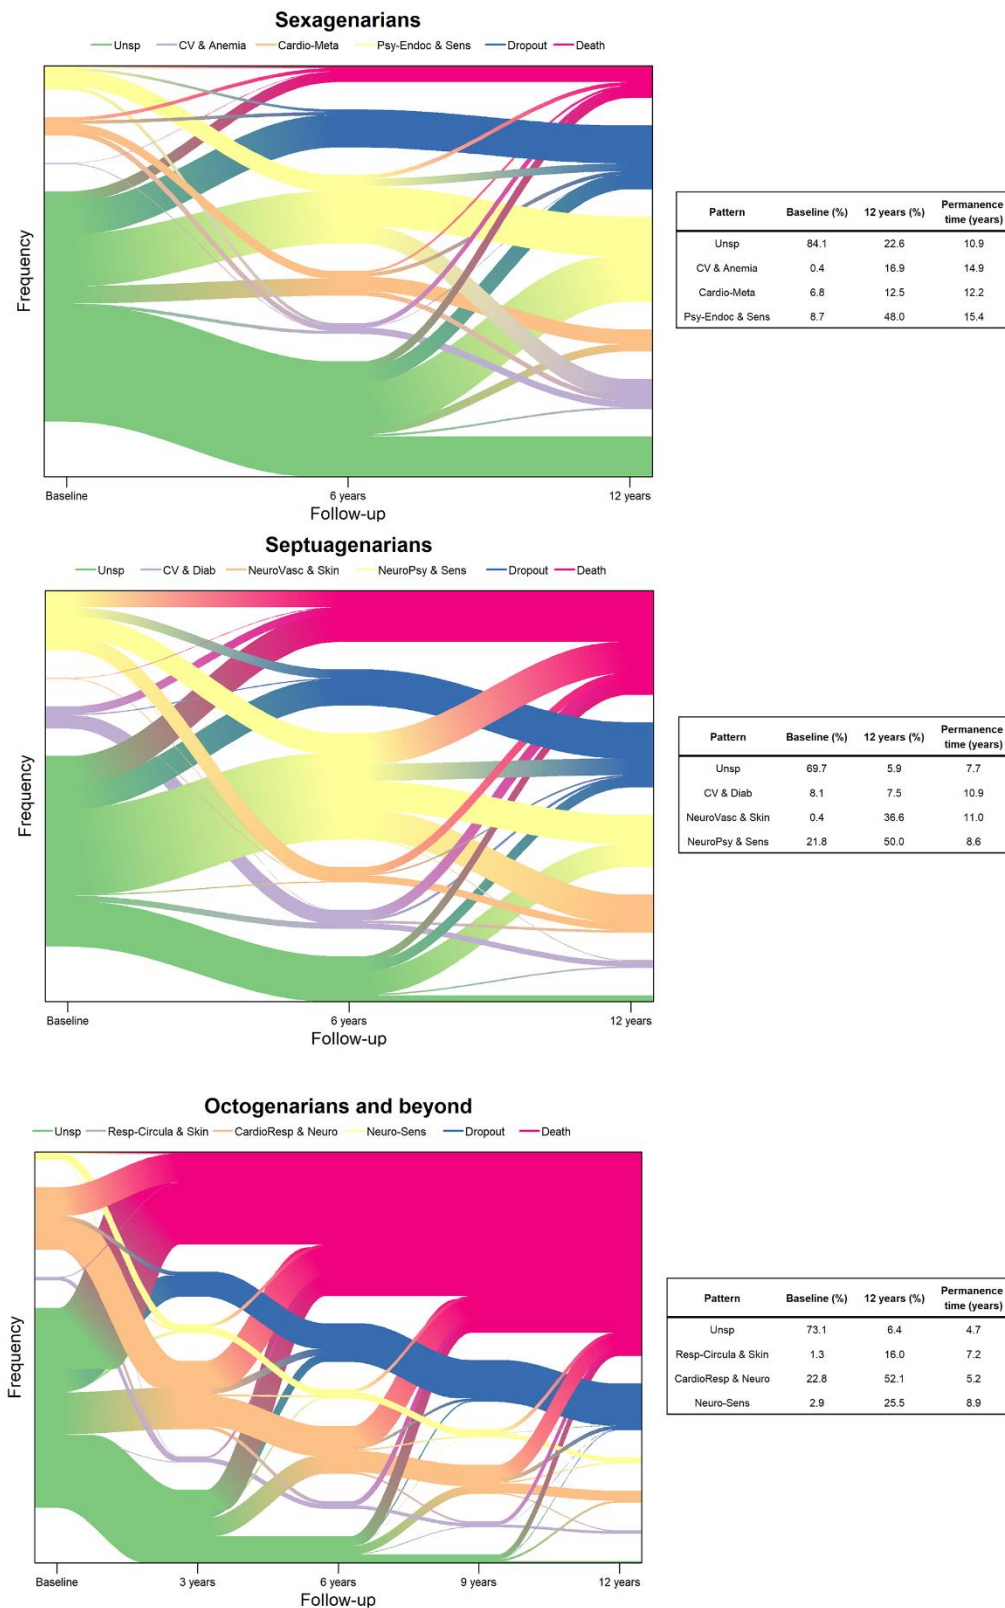 Sexagenarians
Unsp CV & Anemia Cardio-Meta Psy-Endoc & Sens Dropout Death
Frequency
Baseline 6 years 12 years
Follow-up
Pattern Baseline (%) 12 years (%) Permanence time (years)
Unsp 84.1 22.6 10.9
CV & Anemia 0.4 16.9 14.9
Cardio-Meta 6.8 12.5 12.2
Psy-Endoc & Sens 8.7 48.0 15.4
Septuagenarians
Unsp CV & Diab NeuroVasc & Skin NeuroPsy & Sens Dropout Death
Frequency
Baseline 6 years 12 years
Follow-up
Pattern Baseline (%) 12 years (%) Permanence time (years)
Unsp 69.7 5.9 7.7
CV & Diab 8.1 7.5 10.9
NeuroVasc & Skin 0.4 36.6 11.0
NeuroPsy & Sens 21.8 50.0 8.6
Octogenarians and beyond
Unsp Resp-Circula & Skin CardioResp & Neuro Neuro-Sens Dropout Death
Frequency
Baseline 3 years 6 years 9 years 12 years
Follow-up
Pattern Baseline (%) 12 years (%) Permanence time (years)
Unsp 73.1 6.4 4.7
Resp-Circula & Skin 1.3 16.0 7.2
CardioResp & Neuro 22.8 52.1 5.2
Neuro-Sens 2.9 25.5 8.9